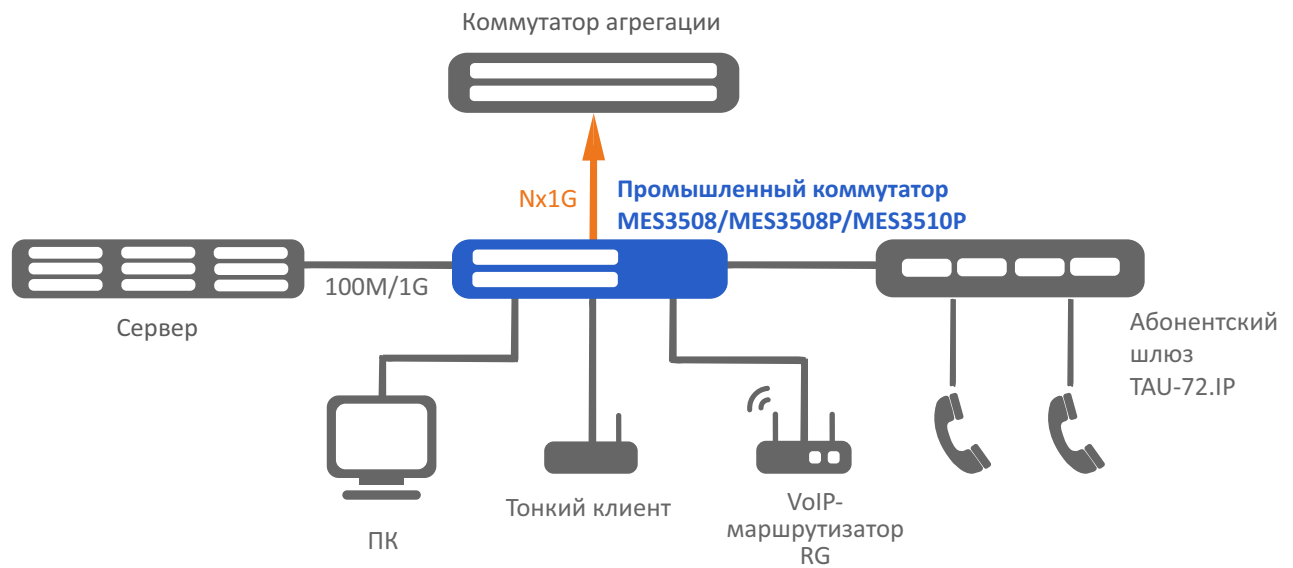 Коммутатор агрегации
Nx1G
Промышленный коммутатор
MES3508/MES3508P/MES3510P
100M/1G
Сервер
Абонентский
шлюз
TAU-72.IP
ПК
Тонкий клиент
VoIP-
маршрутизатор
RG